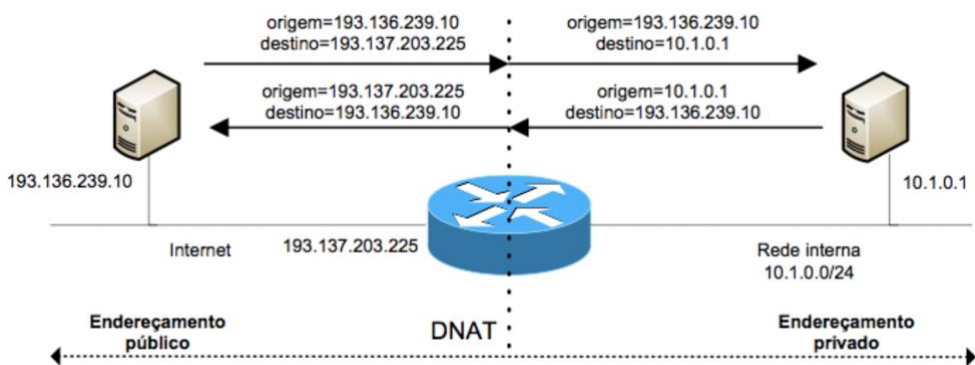 origem=193.136.239.10
destino=193.137.203.225
origem=193.136.239.10
destino=10.1.0.1
origem=193.137.203.225
destino=193.136.239.10
origem=10.1.0.1
destino=193.136.239.10
193.136.239.10
10.1.0.1
Internet
193.137.203.225
Rede interna
10.1.0.0/24
Endereçamento
público
DNAT
Endereçamento
privado